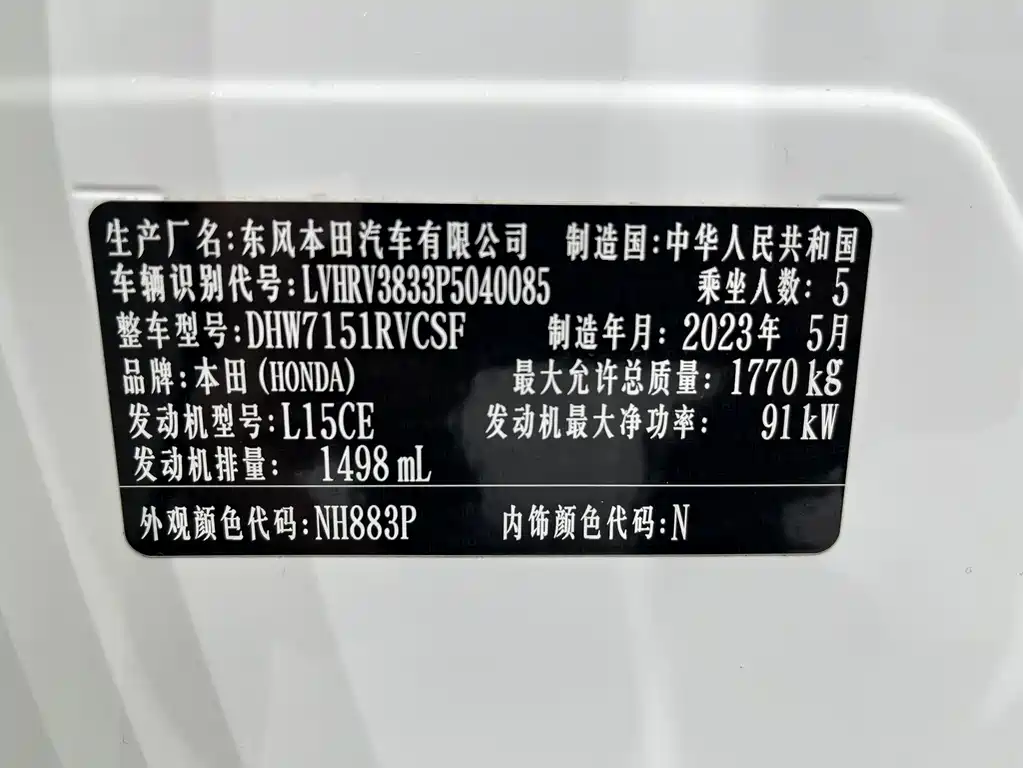 生产厂名:东风本田汽车有限公司 制造国:中华人民共和国
车辆识别代号:LVHRV3833P5040085 乘坐人数: 5
整车型号:DHW7151RVCSF 制造年月: 2023年 5月
品牌:本田(HONDA) 最大允许总质量: 1770kg
发动机型号:L15CE 发动机最大净功率: 91kW
发动机排量: 1498mL
外观颜色代码:NH883P 内饰颜色代码:N